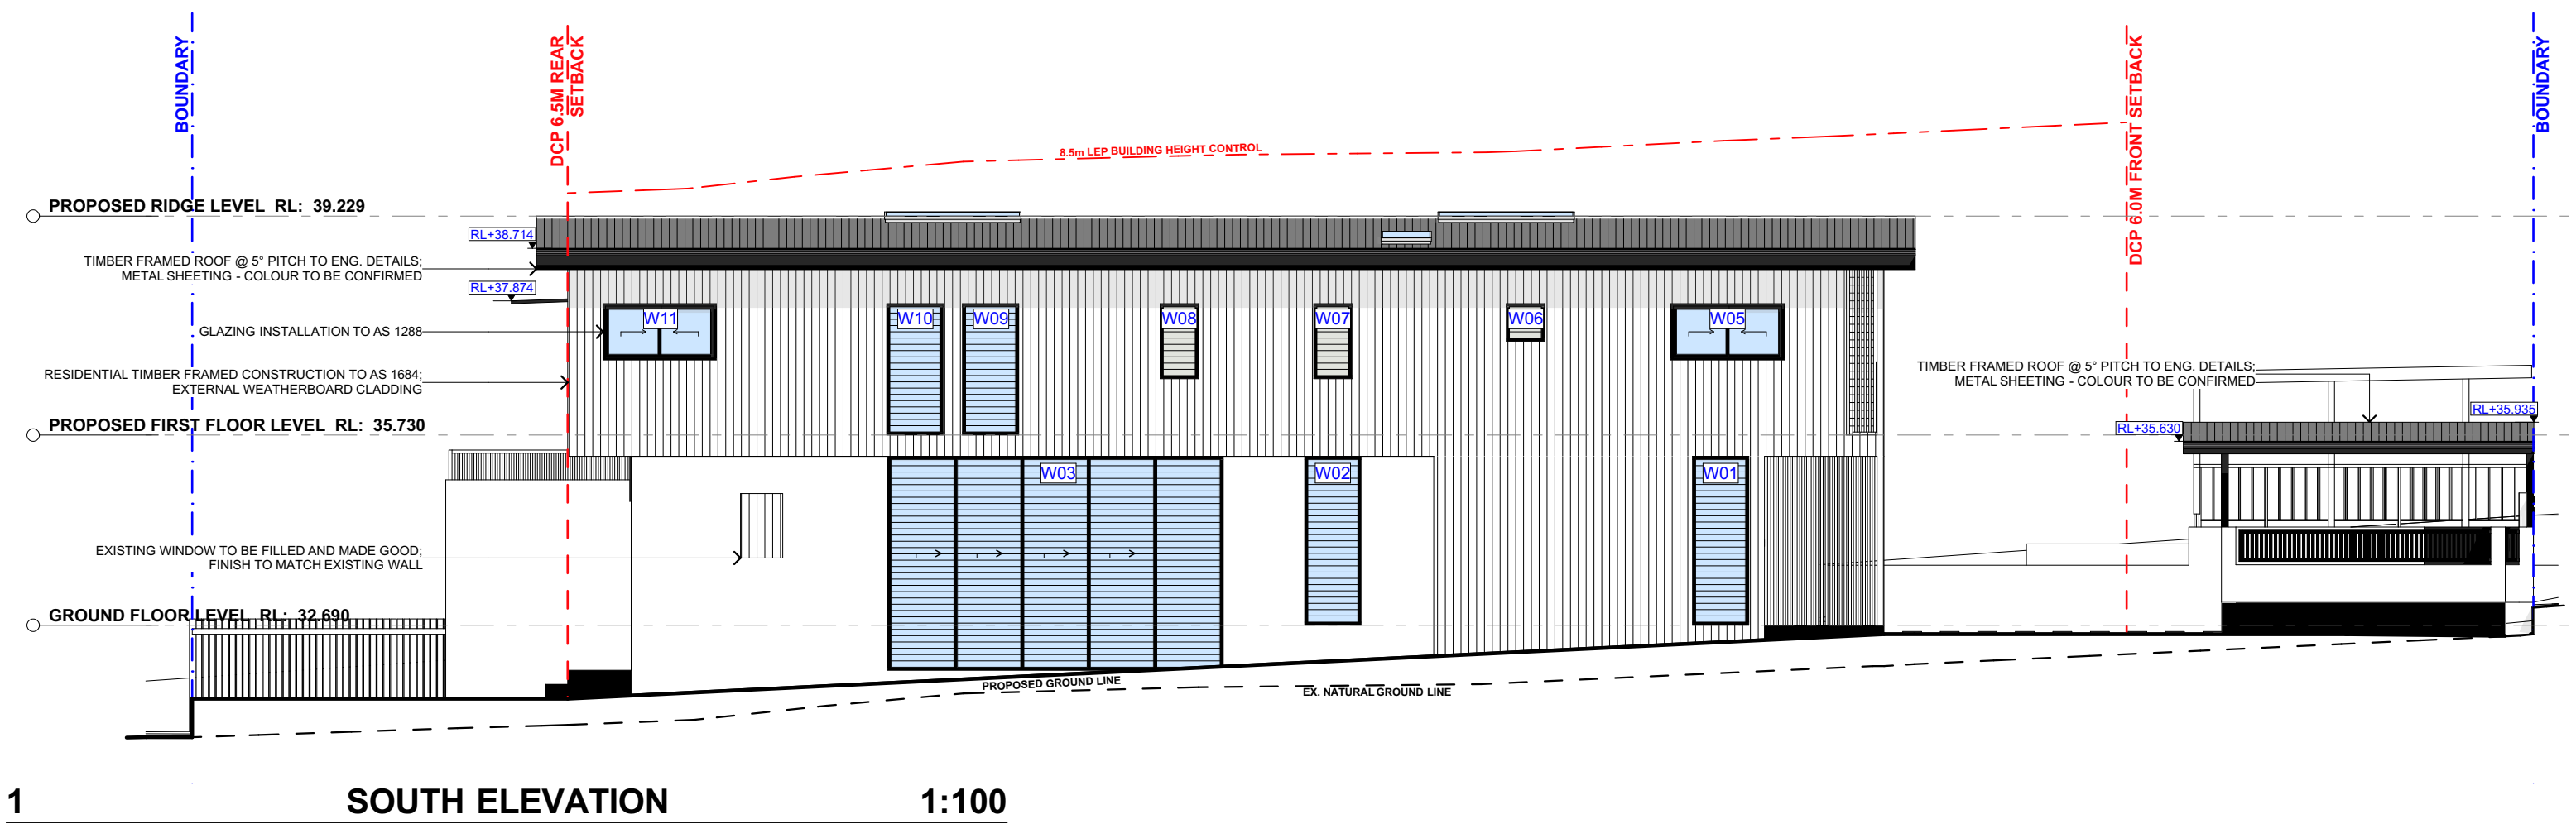 BOUNDARY
DCP 6.5M REAR
SETBACK
8.5m LEP BUILDING HEIGHT CONTROL
DCP 6.0M FRONT SETBACK
BOUNDARY
PROPOSED RIDGE LEVEL RL: 39.229
RL+38.714
TIMBER FRAMED ROOF @ 5° PITCH TO ENG. DETAILS;
METAL SHEETING - COLOUR TO BE CONFIRMED
RL+37.874
GLAZING INSTALLATION TO AS 1288
W11
W10
W09
W08
W07
W06
W05
RESIDENTIAL TIMBER FRAMED CONSTRUCTION TO AS 1684;
EXTERNAL WEATHERBOARD CLADDING
TIMBER FRAMED ROOF @ 5° PITCH TO ENG. DETAILS;
METAL SHEETING - COLOUR TO BE CONFIRMED
RL+35.935
RL+35.630
PROPOSED FIRST FLOOR LEVEL RL: 35.730
W03
W02
W01
EXISTING WINDOW TO BE FILLED AND MADE GOOD;
FINISH TO MATCH EXISTING WALL
GROUND FLOOR LEVEL RL: 32.690
PROPOSED GROUND LINE
EX. NATURAL GROUND LINE
1 SOUTH ELEVATION 1:100